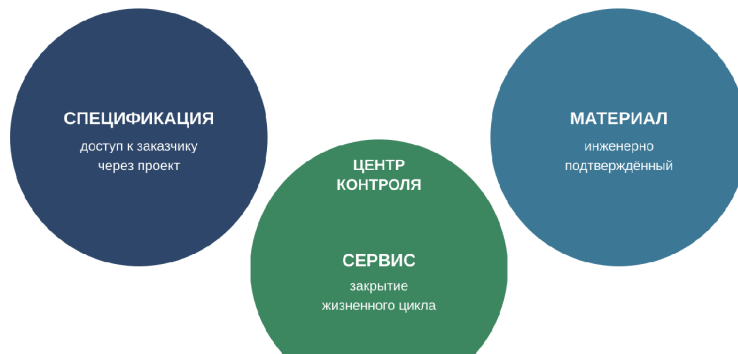 СПЕЦИФИКАЦИЯ
доступ к заказчику
через проект
МАТЕРИАЛ
инженерно
подтверждённый
ЦЕНТР
КОНТРОЛЯ
СЕРВИС
закрытие
жизненного цикла